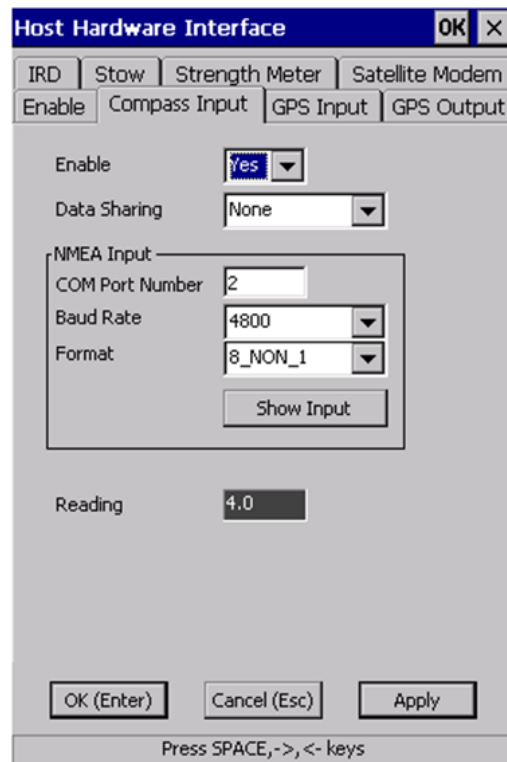 Host Hardware Interface OK ×
IRD Stow Strength Meter Satellite Modem
Enable Compass Input GPS Input GPS Output
Enable Yes
Data Sharing None
NMEA Input
COM Port Number 2
Baud Rate 4800
Format 8_NON_1
Show Input
Reading 4.0
OK (Enter) Cancel (Esc) Apply
Press SPACE,->,<- keys